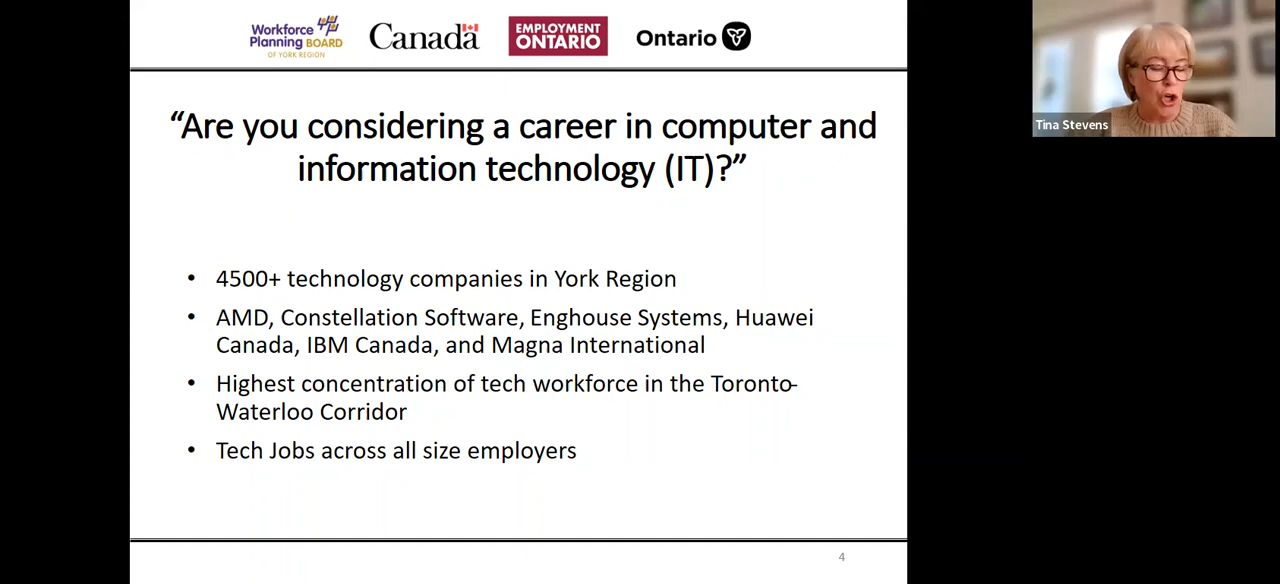 Workforce
Planning BOARD
OF YORK REGION
Canada
EMPLOYMENT
ONTARIO
Ontario
Tina Stevens
“Are you considering a career in computer and
information technology (IT)?”
• 4500+ technology companies in York Region
• AMD, Constellation Software, Enghouse Systems, Huawei
Canada, IBM Canada, and Magna International
• Highest concentration of tech workforce in the Toronto-
Waterloo Corridor
• Tech Jobs across all size employers
4